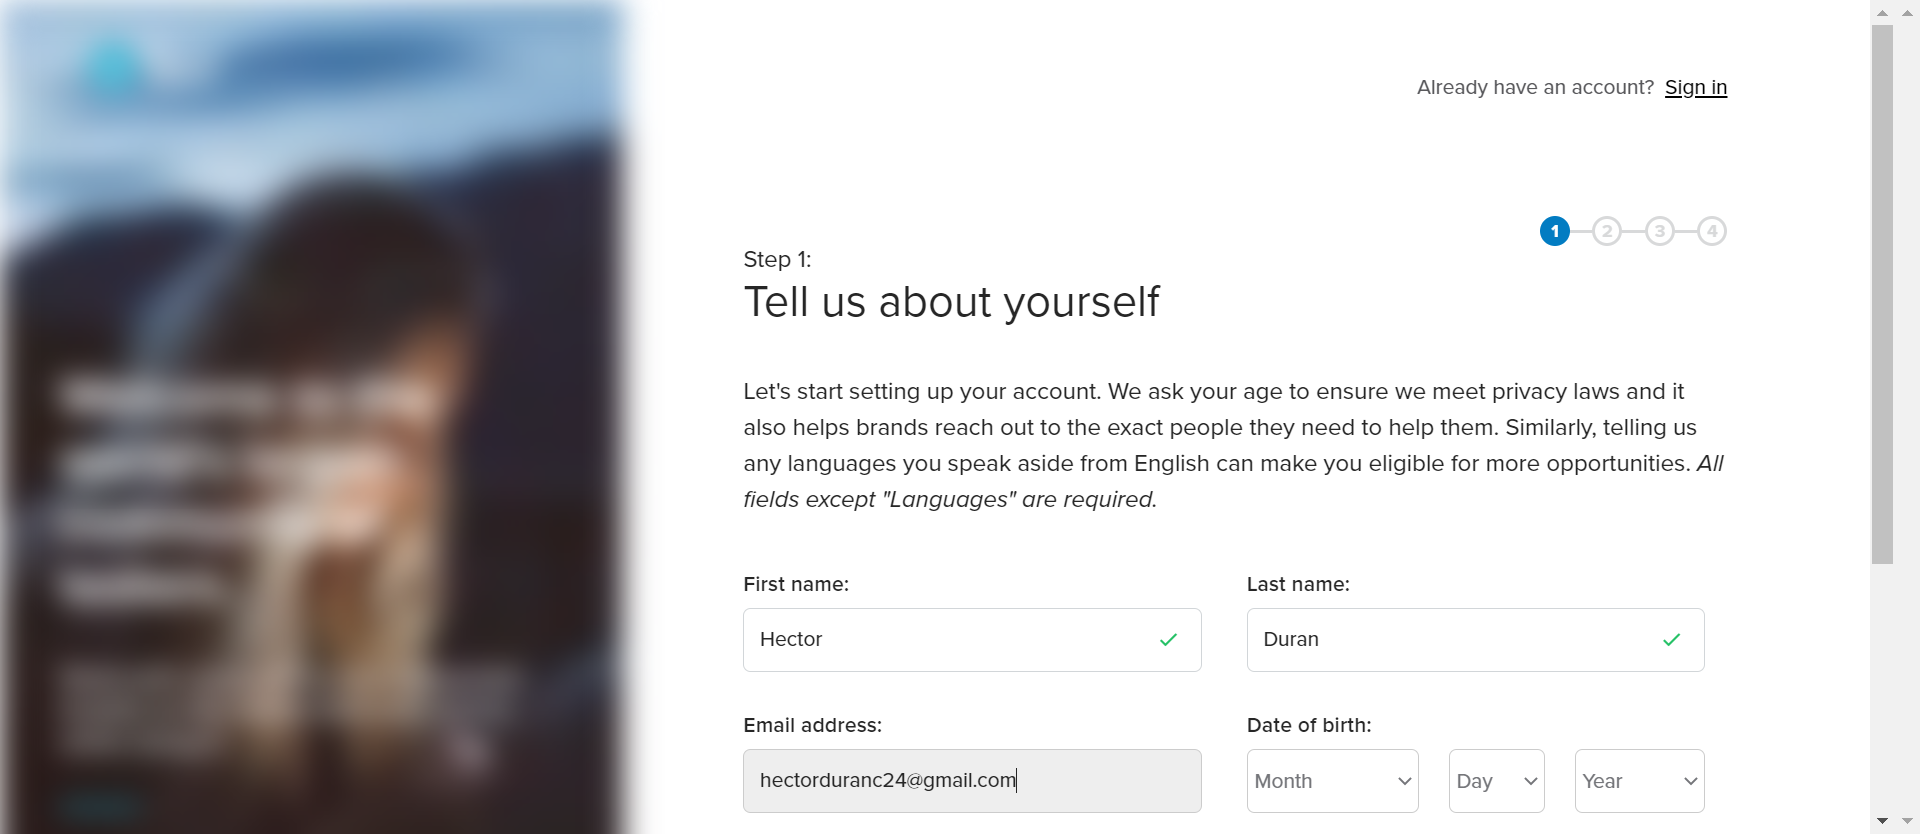 Already have an account? Sign in
1 2 3 4
Step 1:
Tell us about yourself
Let's start setting up your account. We ask your age to ensure we meet privacy laws and it
also helps brands reach out to the exact people they need to help them. Similarly, telling us
any languages you speak aside from English can make you eligible for more opportunities. All
fields except "Languages" are required.
First name:
Last name:
Hector
Duran
Email address:
Date of birth:
hectorduranc24@gmail.com
Month
Day
Year